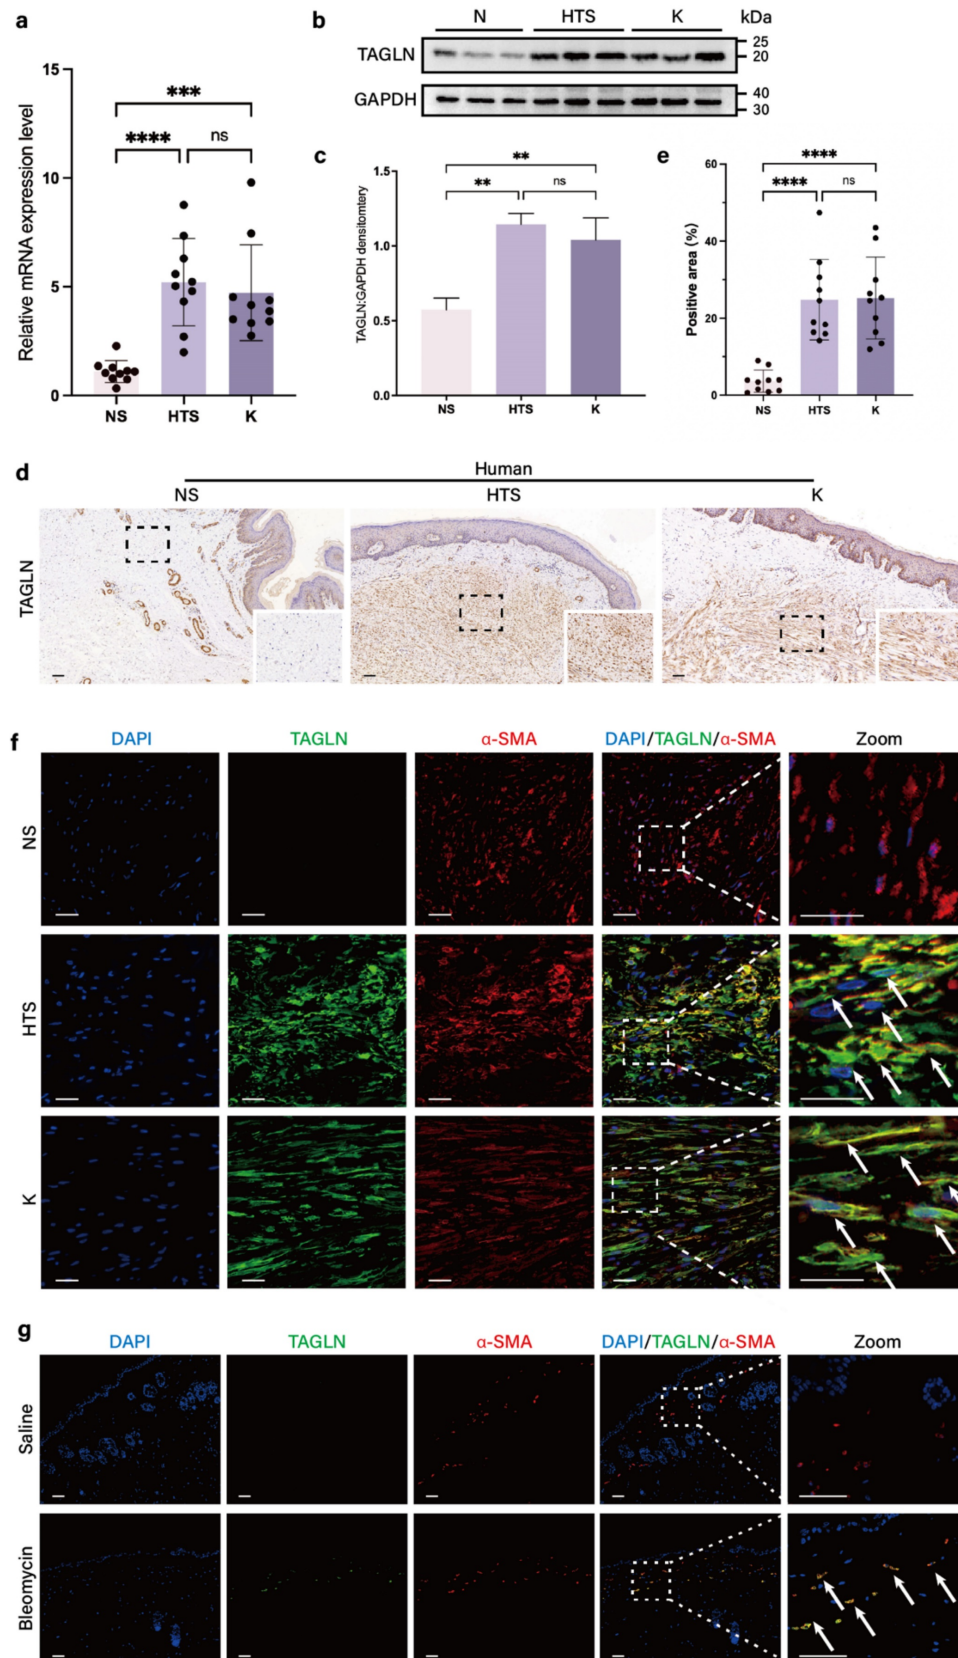 a
Relative mRNA expression level
15
10
5
0
***
****
ns
NS HTS K
b
N HTS K kDa
TAGLN
25
20
GAPDH
40
30
c
TAGLN:GAPDH densitomtery
1.5
1.0
0.5
0.0
**
**
ns
NS HTS K
e
Positive area (%)
60
40
20
0
****
****
ns
NS HTS K
d
Human
NS HTS K
TAGLN
f
DAPI TAGLN α-SMA DAPI/TAGLN/α-SMA Zoom
NS
HTS
K
g
DAPI TAGLN α-SMA DAPI/TAGLN/α-SMA Zoom
Saline
Bleomycin